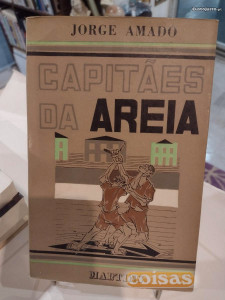 JORGE AMADO
CAPITÃES
DA AREIA
coisas